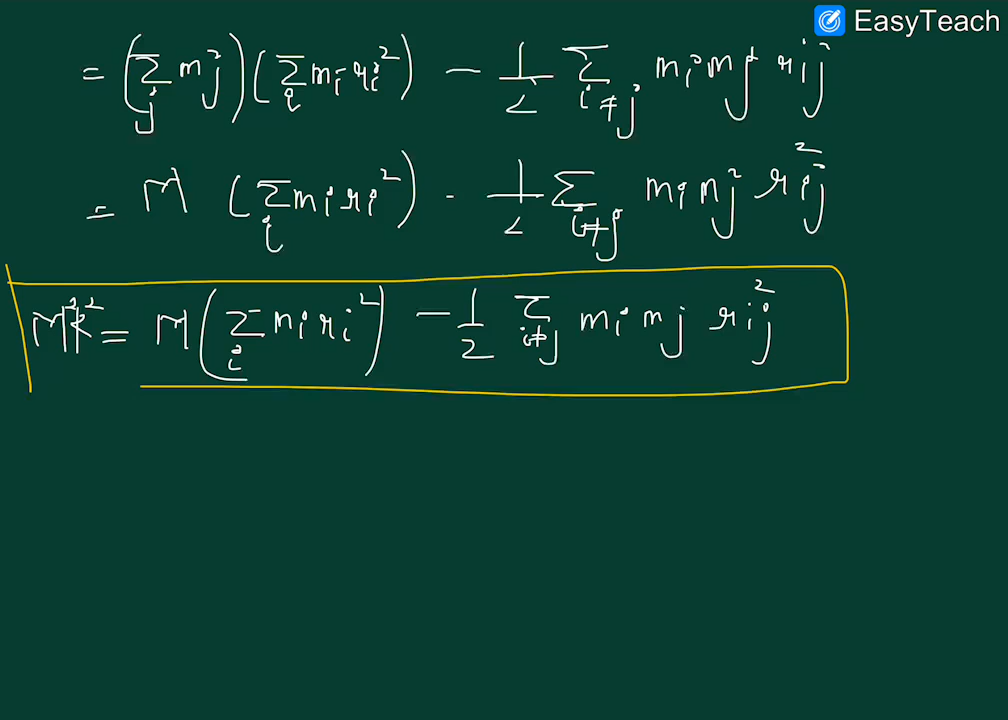 EasyTeach
= (Σ_j m_j) (Σ_i m_i r_i²) − 1/2 Σ_{i≠j} m_i m_j r_ij
= M (Σ_i m_i r_i²) - 1/2 Σ_{i≠j} m_i m_j r_ij²
M²R² = M (Σ_i m_i r_i²) − 1/2 Σ_{i≠j} m_i m_j r_ij²